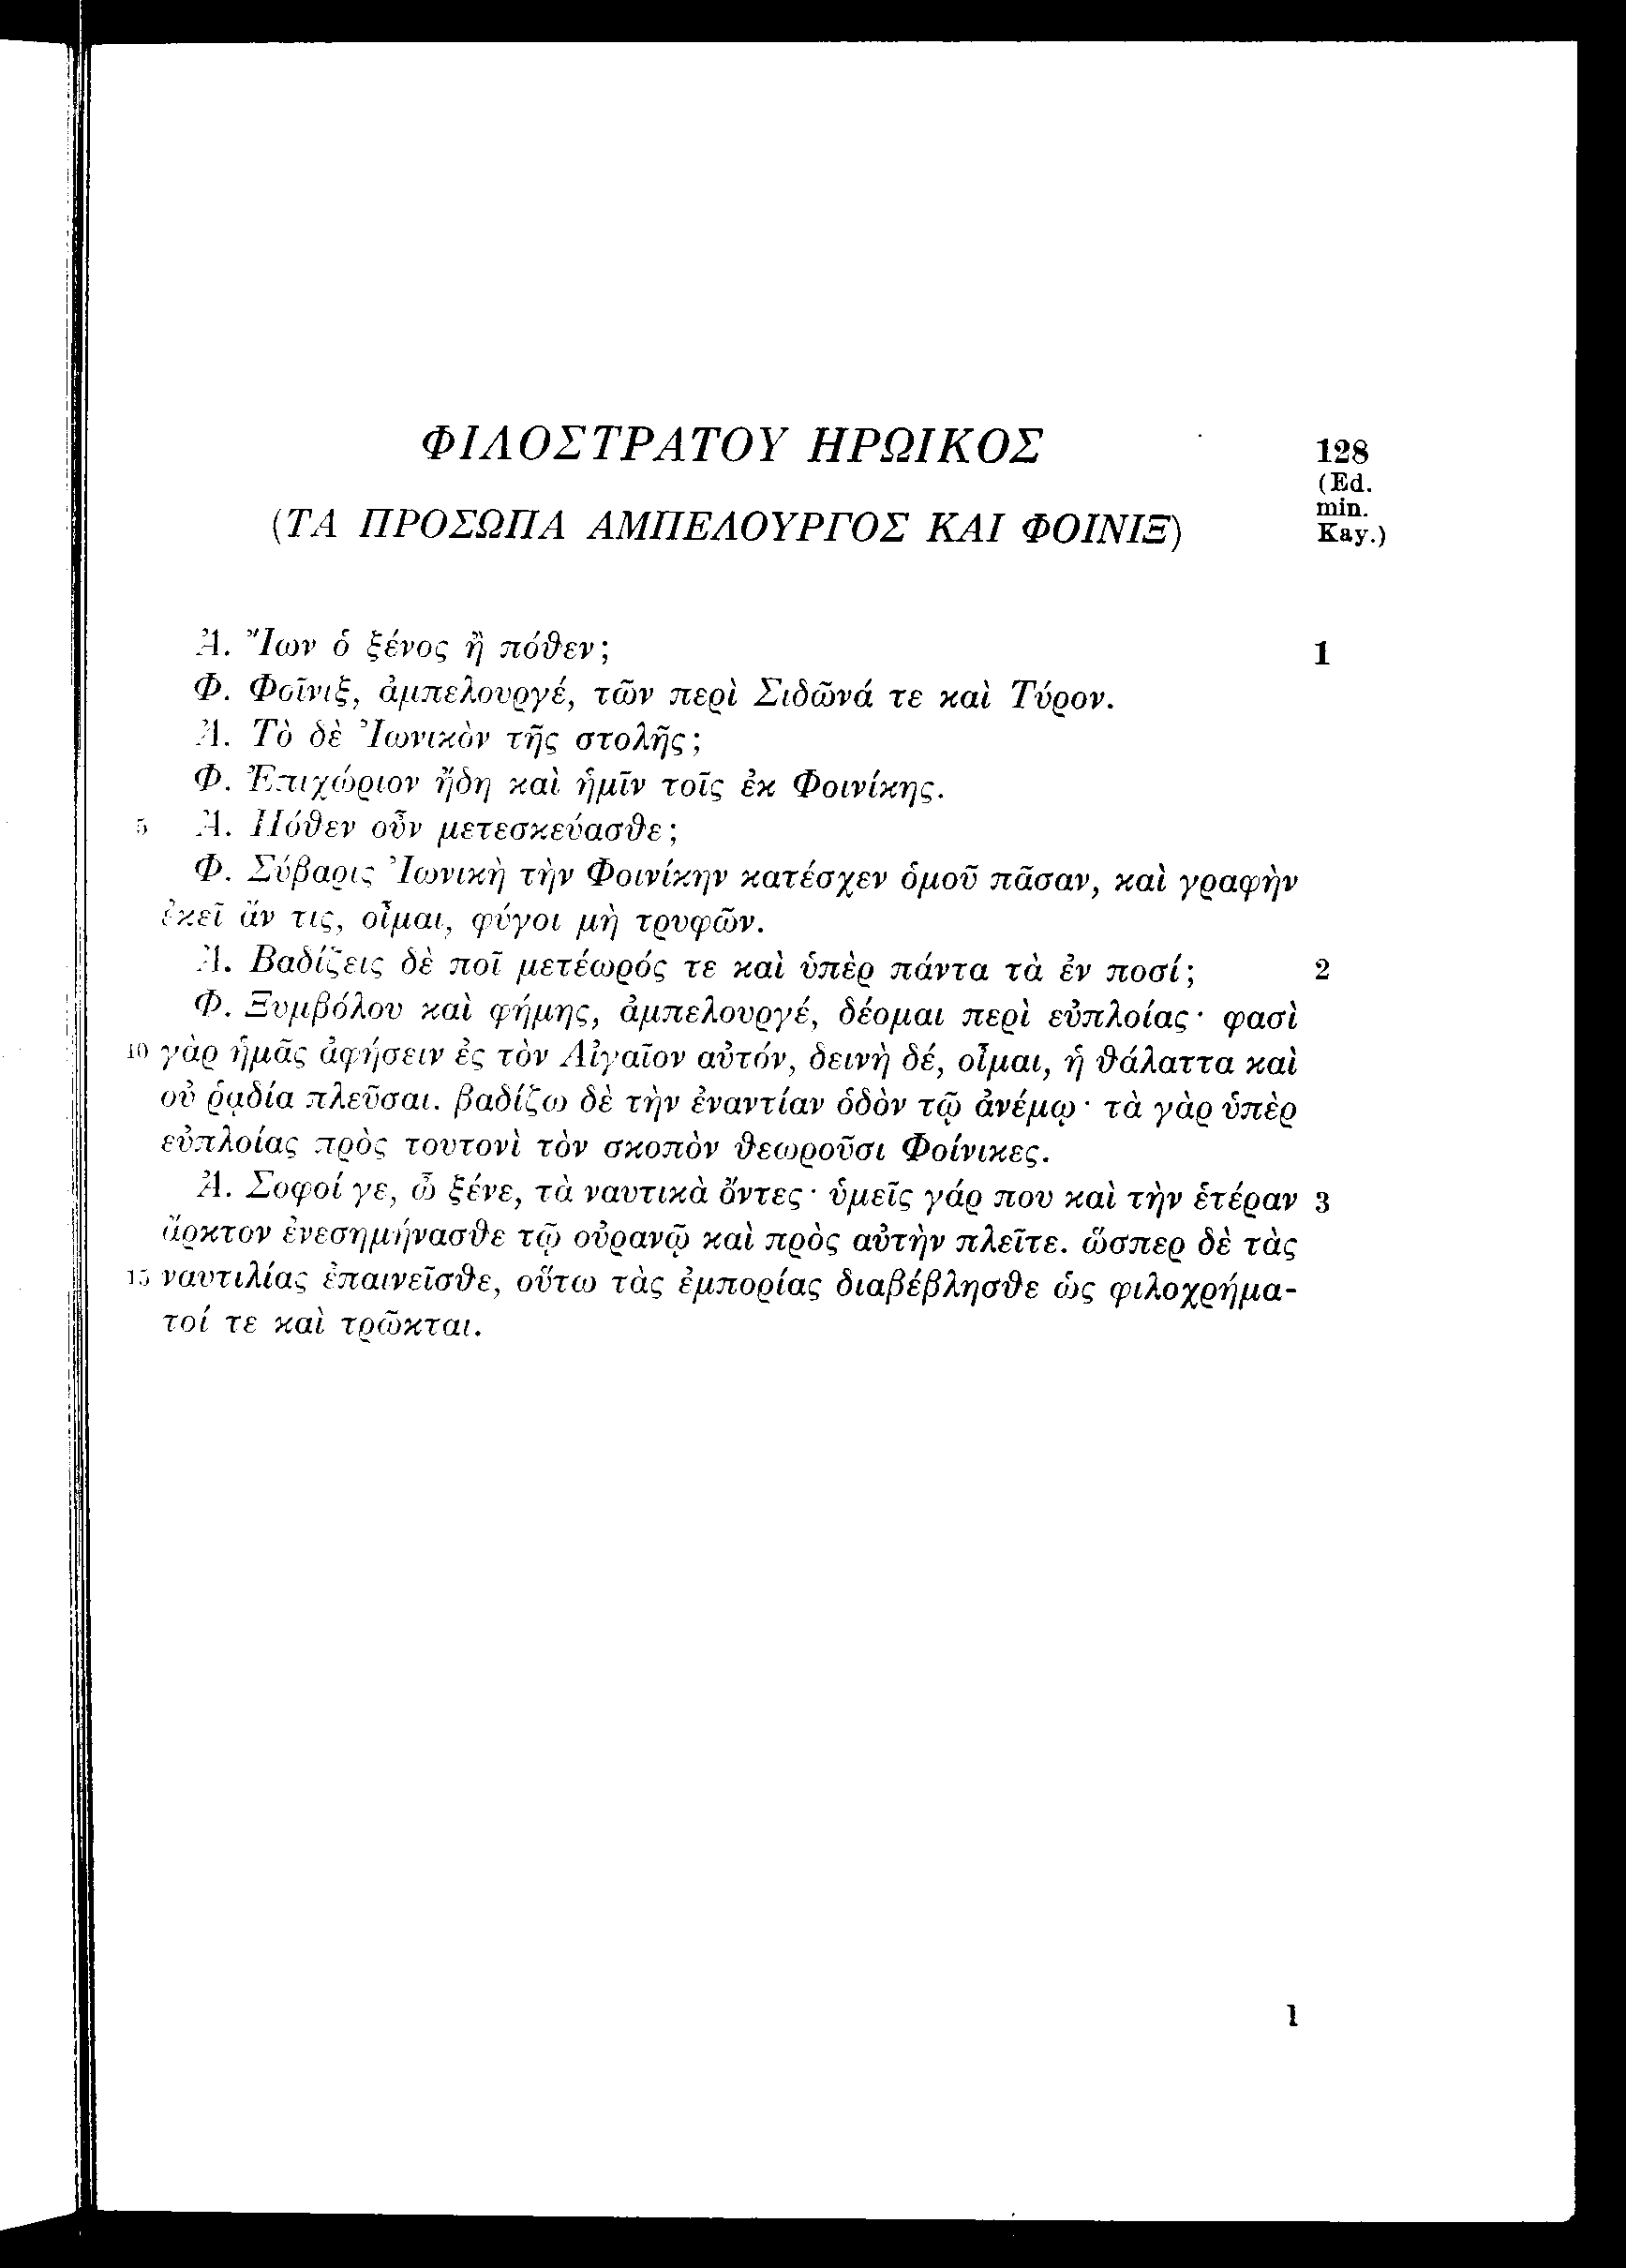 ΦΙΛΟΣΤΡΑΤΟΥ ΗΡΩΙΚΟΣ 128
(Ed.
min.
Kay.)
(ΤΑ ΠΡΟΣΩΠΑ ΑΜΠΕΛΟΥΡΓΟΣ ΚΑΙ ΦΟΙΝΙΞ)
Ἀ. Ἴων ὁ ξένος ἢ πόθεν; 1
Φ. Φοῖνιξ, ἀμπελουργέ, τῶν περὶ Σιδῶνά τε καὶ Τύρον.
Ἀ. Τὸ δὲ Ἰωνικὸν τῆς στολῆς;
Φ. Ἐπιχώριον ἤδη καὶ ἡμῖν τοῖς ἐκ Φοινίκης.
5 Ἀ. Πόθεν οὖν μετεσκεύασθε;
Φ. Σύβαρις Ἰωνικὴ τὴν Φοινίκην κατέσχεν ὁμοῦ πᾶσαν, καὶ γραφὴν
ἐκεῖ ἄν τις, οἶμαι, φύγοι μὴ τρυφῶν.
Ἀ. Βαδίζεις δὲ ποῖ μετέωρός τε καὶ ὑπὲρ πάντα τὰ ἐν ποσί; 2
Φ. Ξυμβόλου καὶ φήμης, ἀμπελουργέ, δέομαι περὶ εὐπλοίας· φασὶ
10 γὰρ ἡμᾶς ἀφήσειν ἐς τὸν Αἰγαῖον αὐτόν, δεινὴ δέ, οἶμαι, ἡ θάλαττα καὶ
οὐ ῥᾳδία πλεῦσαι. βαδίζω δὲ τὴν ἐναντίαν ὁδὸν τῷ ἀνέμῳ· τὰ γὰρ ὑπὲρ
εὐπλοίας πρὸς τουτονὶ τὸν σκοπὸν θεωροῦσι Φοίνικες.
Ἀ. Σοφοί γε, ὦ ξένε, τὰ ναυτικὰ ὄντες· ὑμεῖς γάρ που καὶ τὴν ἑτέραν 3
ἄρκτον ἐνεσημήνασθε τῷ οὐρανῷ καὶ πρὸς αὐτὴν πλεῖτε. ὥσπερ δὲ τὰς
15 ναυτιλίας ἐπαινεῖσθε, οὕτω τὰς ἐμπορίας διαβέβλησθε ὡς φιλοχρήμα-
τοί τε καὶ τρῶκται.
1